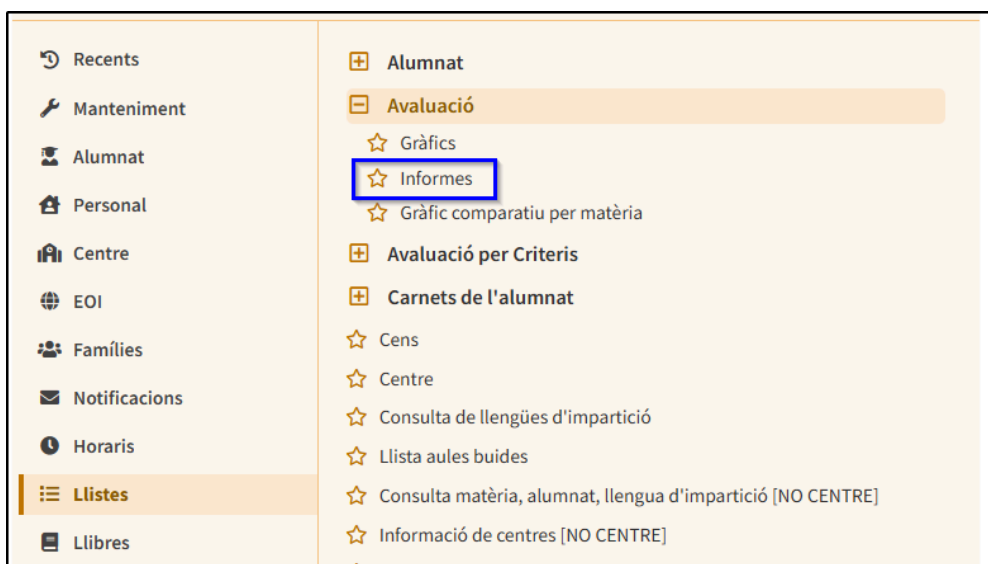 Recents
Manteniment
Alumnat
Personal
Centre
EOI
Famílies
Notificacions
Horaris
Llistes
Llibres
Alumnat
Avaluació
Gràfics
Informes
Gràfic comparatiu per matèria
Avaluació per Criteris
Carnets de l'alumnat
Cens
Centre
Consulta de llengües d'impartició
Llista aules buides
Consulta matèria, alumnat, llengua d'impartició [NO CENTRE]
Informació de centres [NO CENTRE]